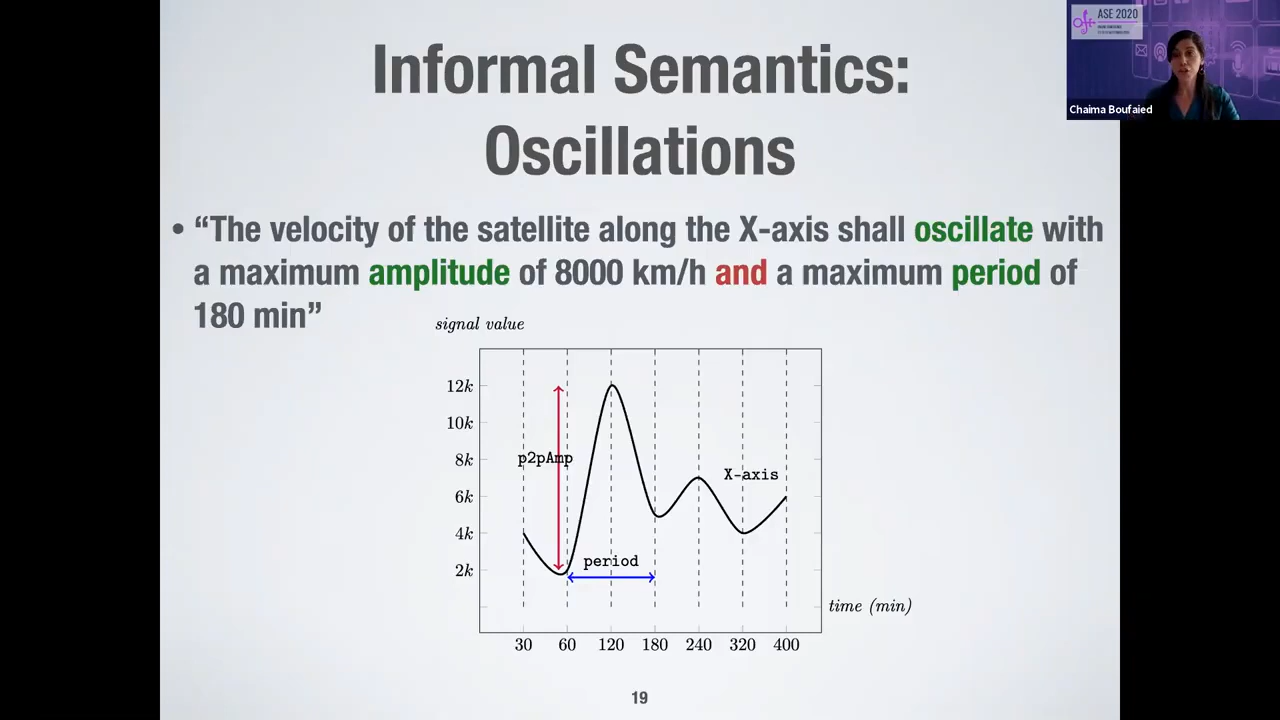 Informal Semantics:
Oscillations
• “The velocity of the satellite along the X-axis shall oscillate with
a maximum amplitude of 8000 km/h and a maximum period of
180 min”
signal value
12k
10k
8k
6k
4k
2k
p2pAmp
X-axis
period
time (min)
30 60 120 180 240 320 400
19
ASE 2020
Chaima Boufaied